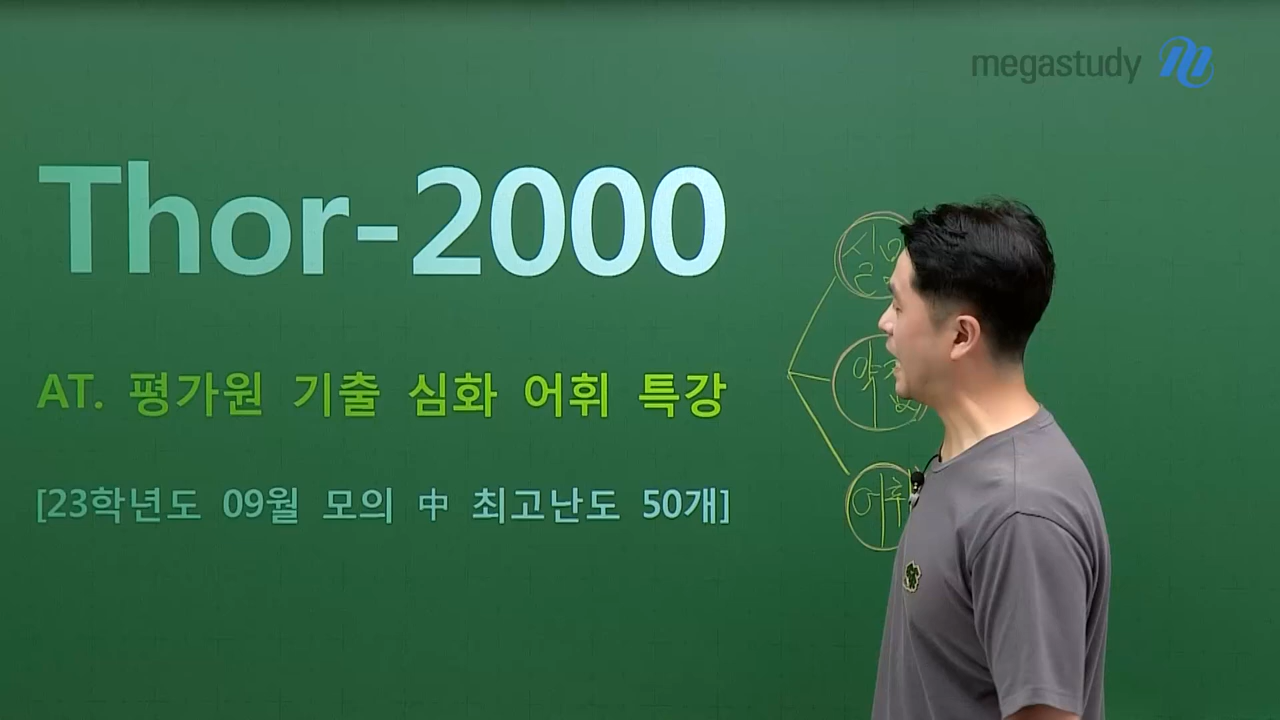 megastudy
Thor-2000
AT. 평가원 기출 심화 어휘 특강
[23학년도 09월 모의 中 최고난도 50개]